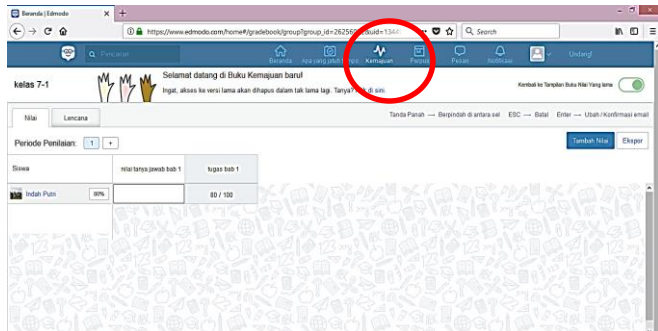 Beranda | Edmodo
https://www.edmodo.com/home#/gradebook/group?group_id=262560
Search
Pencarian
Beranda
Kemajuan
Pesan
Notifikasi
Undang!
kelas 7-1
Selamat datang di Buku Kemajuan baru!
Ingat, akses ke versi lama akan dihapus dalam tak lama lagi. Tanya? di sini
Kembali ke Tampilan Buku Nilai Yang lama
Nilai Lencana
Tanda Panah — Berpindah di antara sel ESC — Batal Enter — Ubah/Konfirmasi email
Periode Penilaian: 1 +
Tambah Nilai Ekspor
Siswa nilai tanya jawab bab 1 tugas bab 1
Indah Putri 80% 80 / 100